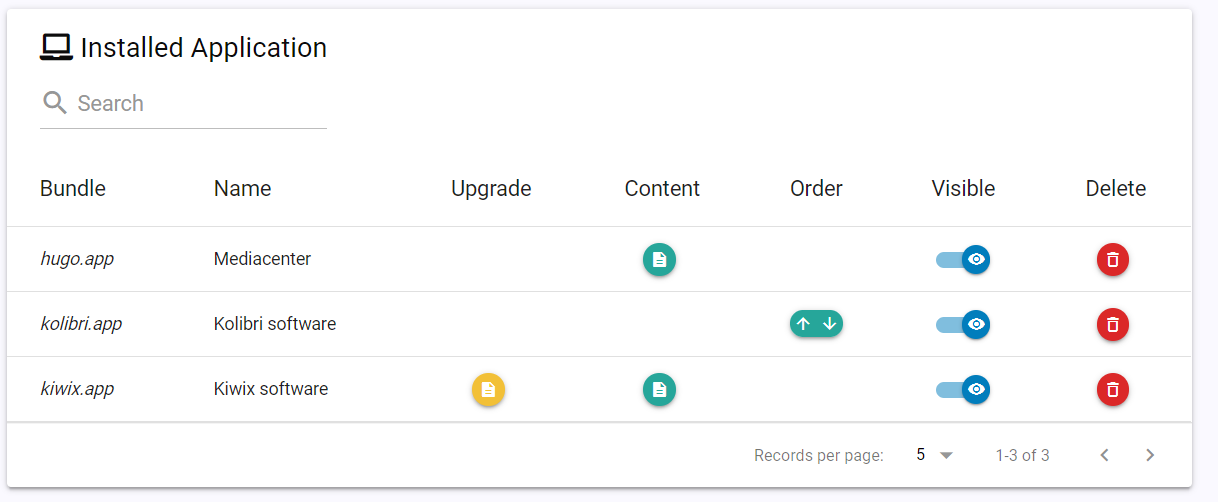 Installed Application
Search
Bundle Name Upgrade Content Order Visible Delete
hugo.app Mediacenter
kolibri.app Kolibri software
kiwix.app Kiwix software
Records per page: 5 1-3 of 3